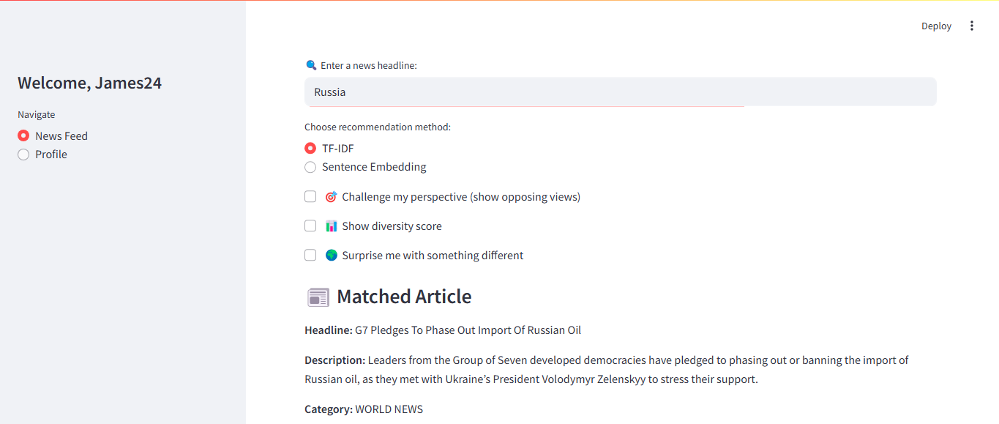 Deploy
Welcome, James24
Navigate
News Feed
Profile
Enter a news headline:
Russia
Choose recommendation method:
TF-IDF
Sentence Embedding
Challenge my perspective (show opposing views)
Show diversity score
Surprise me with something different
Matched Article
Headline: G7 Pledges To Phase Out Import Of Russian Oil
Description: Leaders from the Group of Seven developed democracies have pledged to phasing out or banning the import of
Russian oil, as they met with Ukraine’s President Volodymyr Zelenskyy to stress their support.
Category: WORLD NEWS